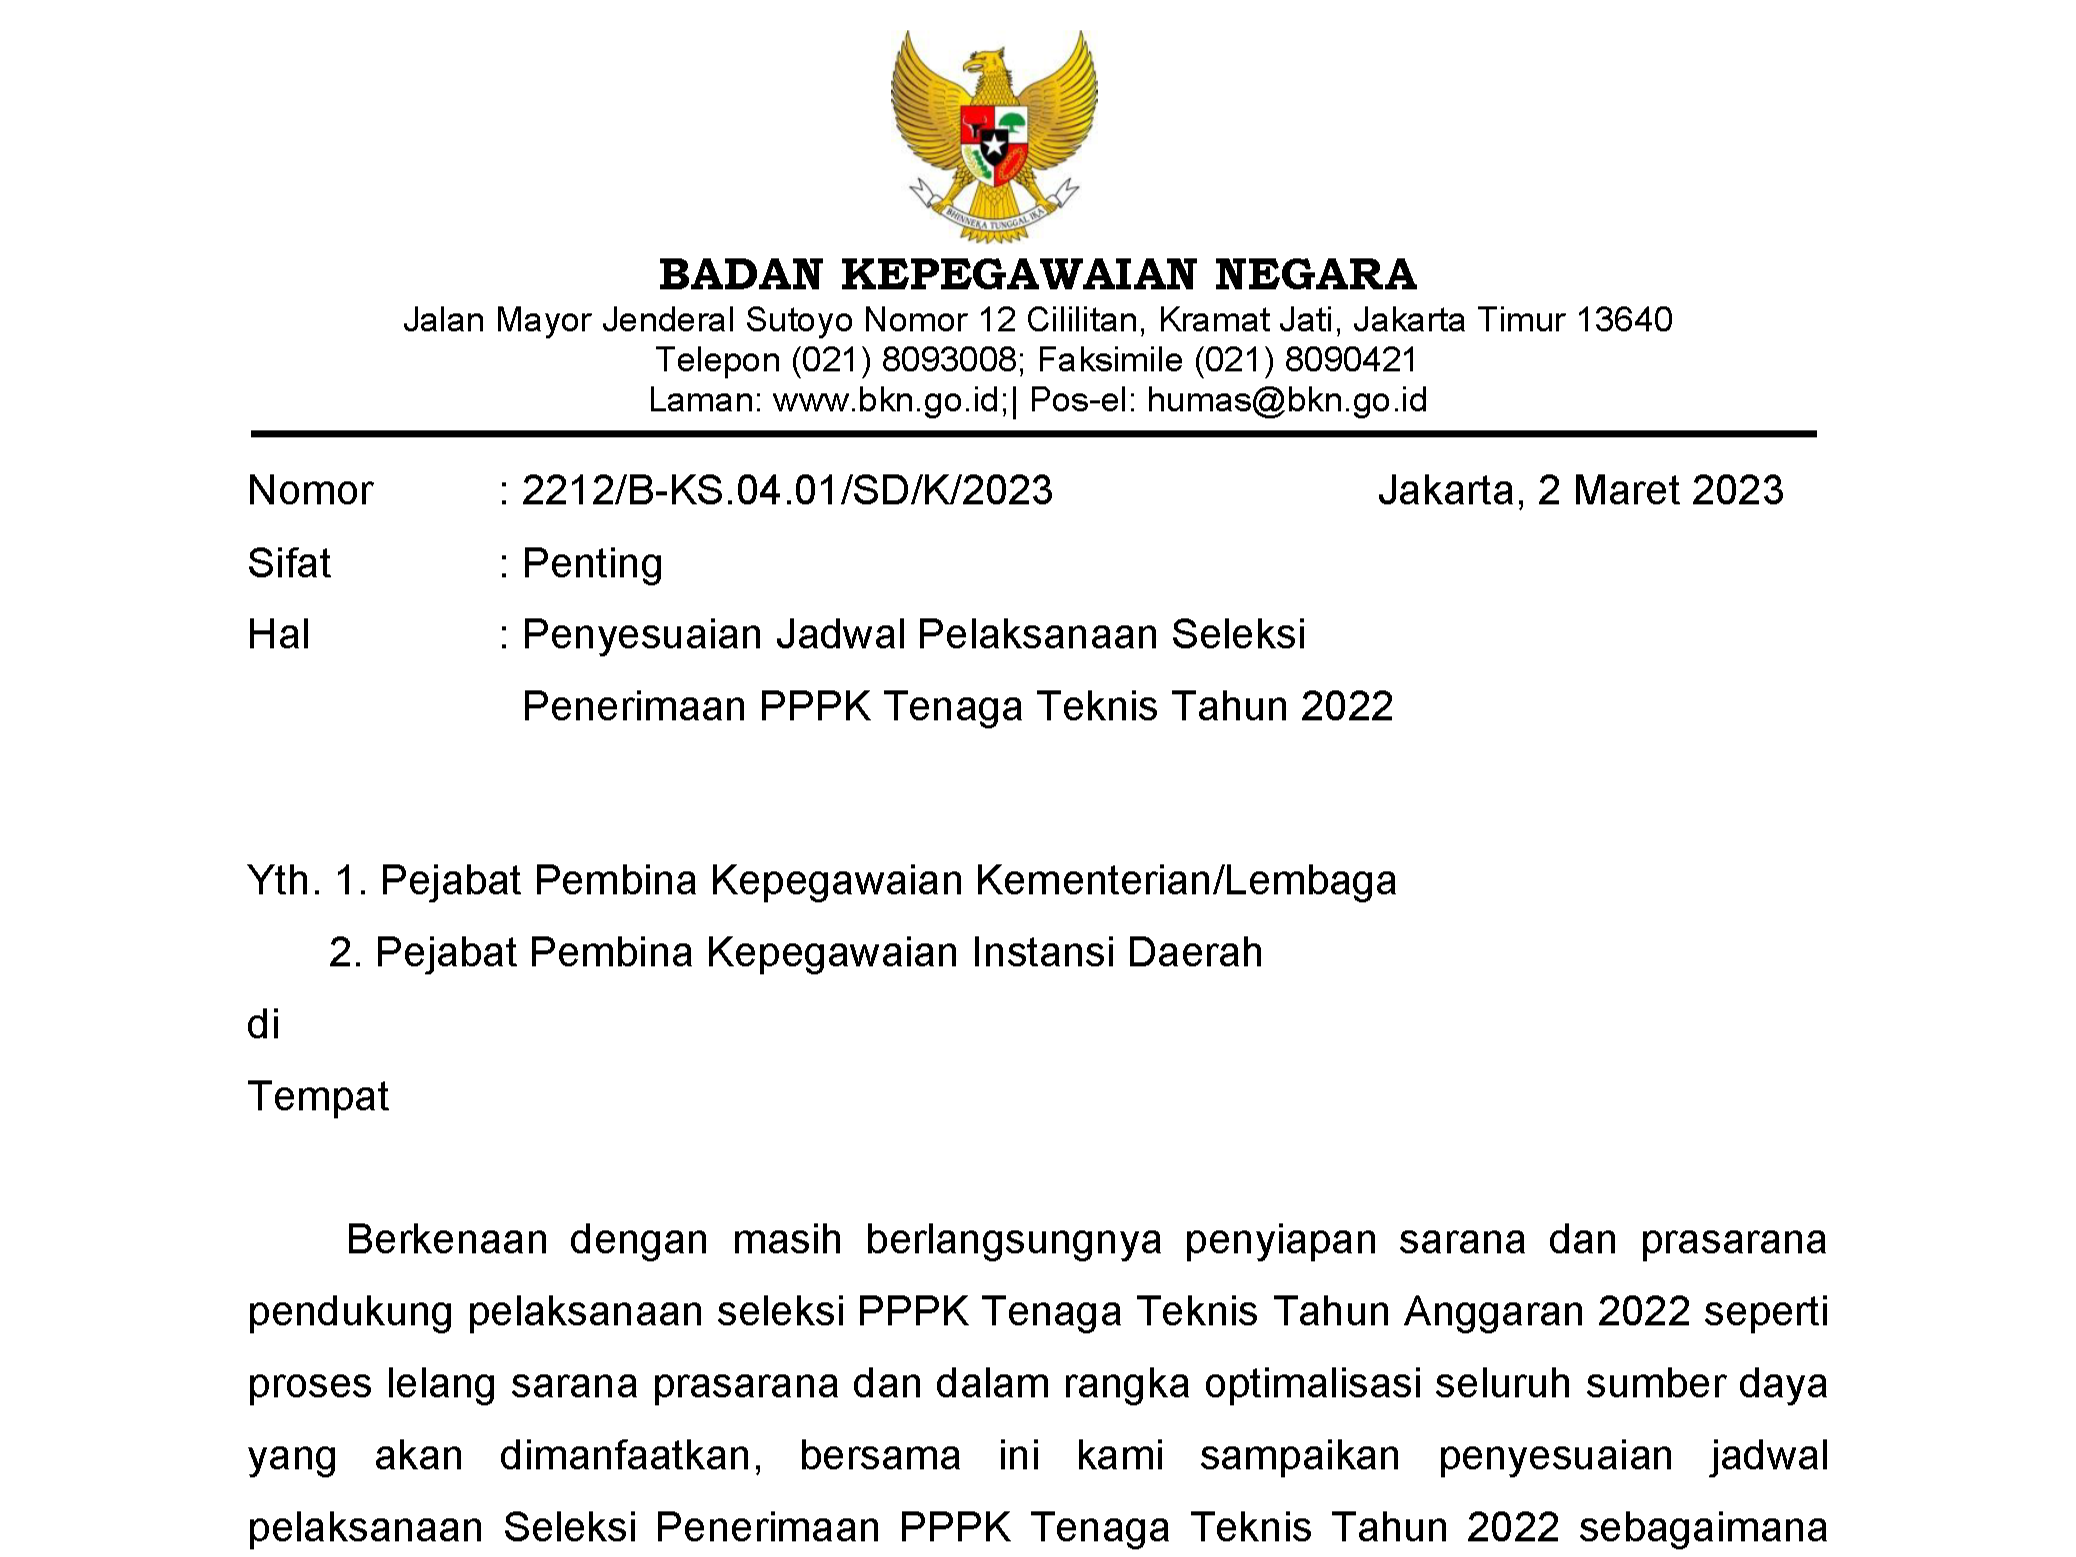 BHINNEKA TUNGGAL IKA
BADAN KEPEGAWAIAN NEGARA
Jalan Mayor Jenderal Sutoyo Nomor 12 Cililitan, Kramat Jati, Jakarta Timur 13640
Telepon (021) 8093008; Faksimile (021) 8090421
Laman: www.bkn.go.id;| Pos-el: humas@bkn.go.id
Nomor : 2212/B-KS.04.01/SD/K/2023 Jakarta, 2 Maret 2023
Sifat : Penting
Hal : Penyesuaian Jadwal Pelaksanaan Seleksi
Penerimaan PPPK Tenaga Teknis Tahun 2022
Yth. 1. Pejabat Pembina Kepegawaian Kementerian/Lembaga
2. Pejabat Pembina Kepegawaian Instansi Daerah
di
Tempat
Berkenaan dengan masih berlangsungnya penyiapan sarana dan prasarana
pendukung pelaksanaan seleksi PPPK Tenaga Teknis Tahun Anggaran 2022 seperti
proses lelang sarana prasarana dan dalam rangka optimalisasi seluruh sumber daya
yang akan dimanfaatkan, bersama ini kami sampaikan penyesuaian jadwal
pelaksanaan Seleksi Penerimaan PPPK Tenaga Teknis Tahun 2022 sebagaimana